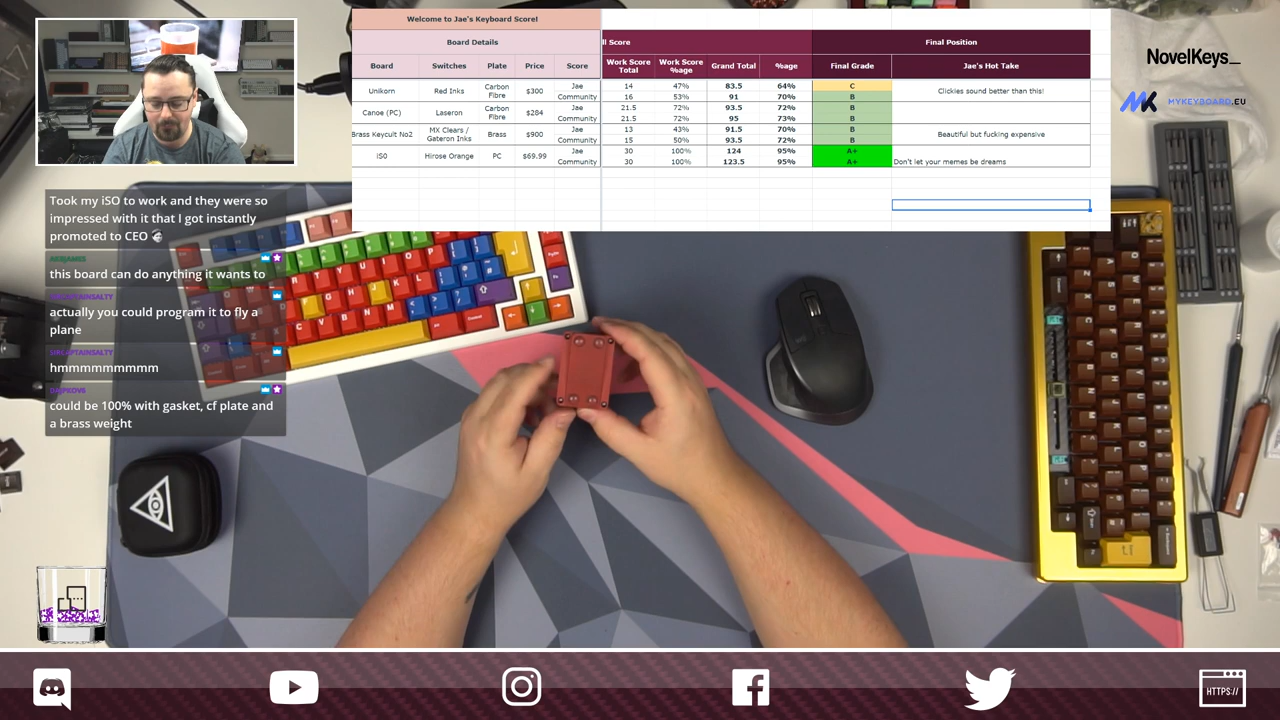 Welcome to Jae's Keyboard Score!
Board Details
ll Score
Final Position
Board Switches Plate Price Score Work Score Total Work Score %age Grand Total %age Final Grade Jae's Hot Take
Unikorn Red Inks Carbon Fibre $300 Jae 14 47% 83.5 64% C Clickies sound better than this!
Community 16 53% 91 70% B
Canoe (PC) Laseron Carbon Fibre $284 Jae 21.5 72% 93.5 72% B
Community 21.5 72% 95 73% B
Brass Keycult No2 MX Clears / Gateron Inks Brass $900 Jae 13 43% 91.5 70% B Beautiful but fucking expensive
Community 15 50% 93.5 72% B
iS0 Hirose Orange PC $69.99 Jae 30 100% 124 95% A+
Community 30 100% 123.5 95% A+ Don't let your memes be dreams
NovelKeys_
MYKEYBOARD.EU
Took my iSO to work and they were so
impressed with it that I got instantly
promoted to CEO
this board can do anything it wants to
actually you could program it to fly a
plane
hmmmmmmmmm
could be 100% with gasket, cf plate and
a brass weight
HTTPS://